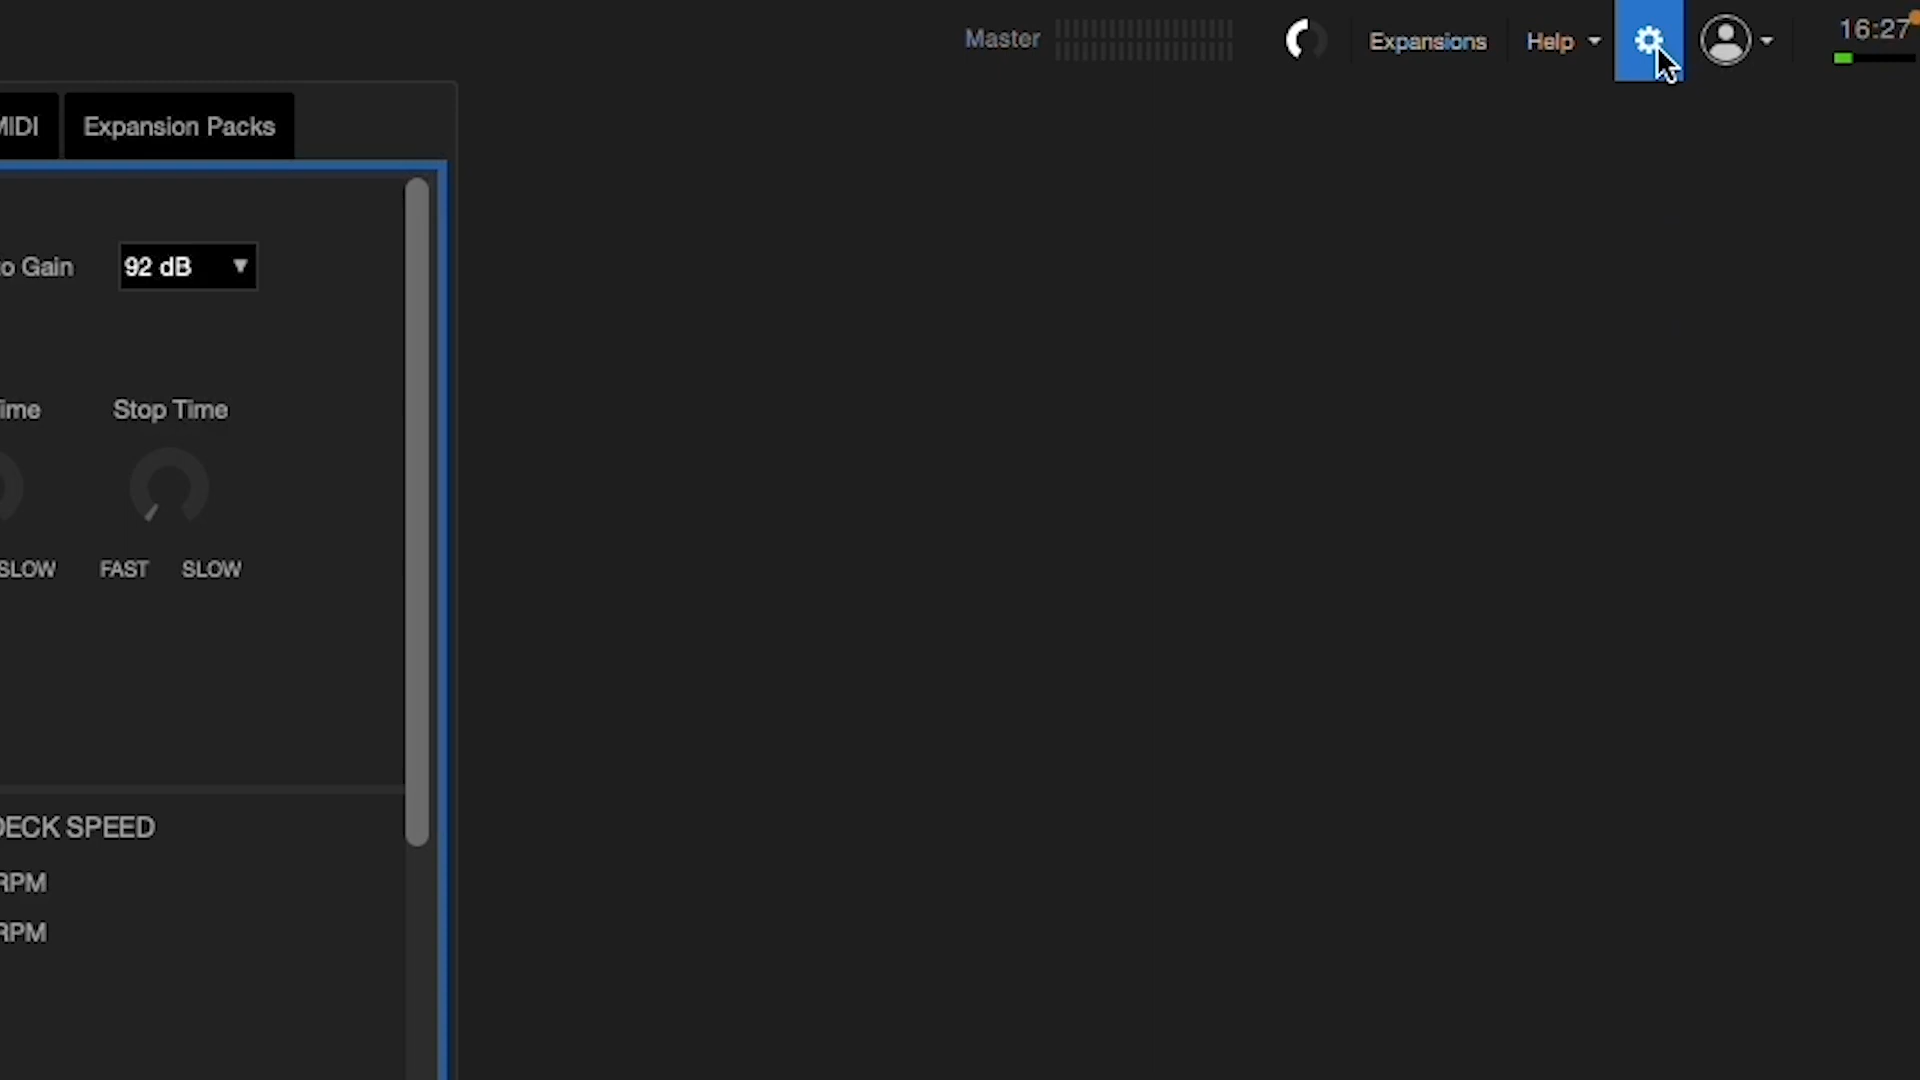 Master Expansions Help 16:27
MIDI Expansion Packs
o Gain 92 dB
ime Stop Time
SLOW FAST SLOW
DECK SPEED
RPM
RPM